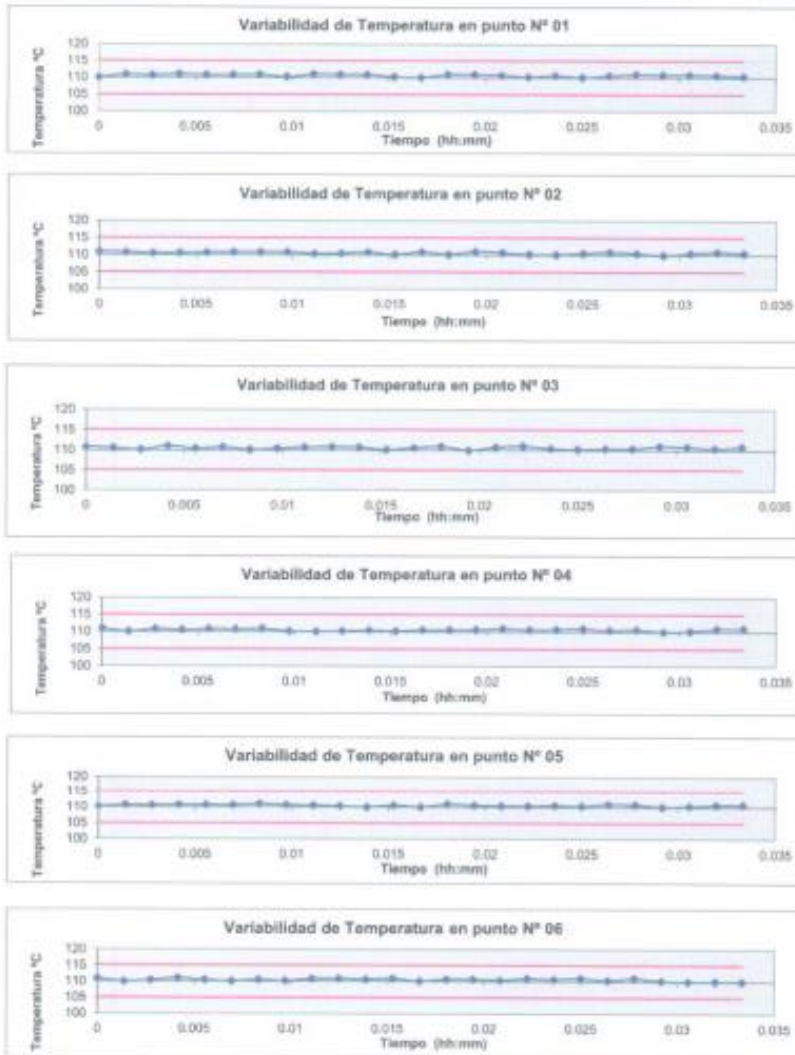 Variabilidad de Temperatura en punto Nº 01
Temperatura ºC
120
115
110
105
100
0 0.005 0.01 0.015 0.02 0.025 0.03 0.035
Tiempo (hh:mm)
Variabilidad de Temperatura en punto Nº 02
Temperatura ºC
120
115
110
105
100
0 0.005 0.01 0.015 0.02 0.025 0.03 0.035
Tiempo (hh:mm)
Variabilidad de Temperatura en punto Nº 03
Temperatura ºC
120
115
110
105
100
0 0.005 0.01 0.015 0.02 0.025 0.03 0.035
Tiempo (hh:mm)
Variabilidad de Temperatura en punto Nº 04
Temperatura ºC
120
115
110
105
100
0 0.005 0.01 0.015 0.02 0.025 0.03 0.035
Tiempo (hh:mm)
Variabilidad de Temperatura en punto Nº 05
Temperatura ºC
120
115
110
105
100
0 0.005 0.01 0.015 0.02 0.025 0.03 0.035
Tiempo (hh:mm)
Variabilidad de Temperatura en punto Nº 06
Temperatura ºC
120
115
110
105
100
0 0.005 0.01 0.015 0.02 0.025 0.03 0.035
Tiempo (hh:mm)